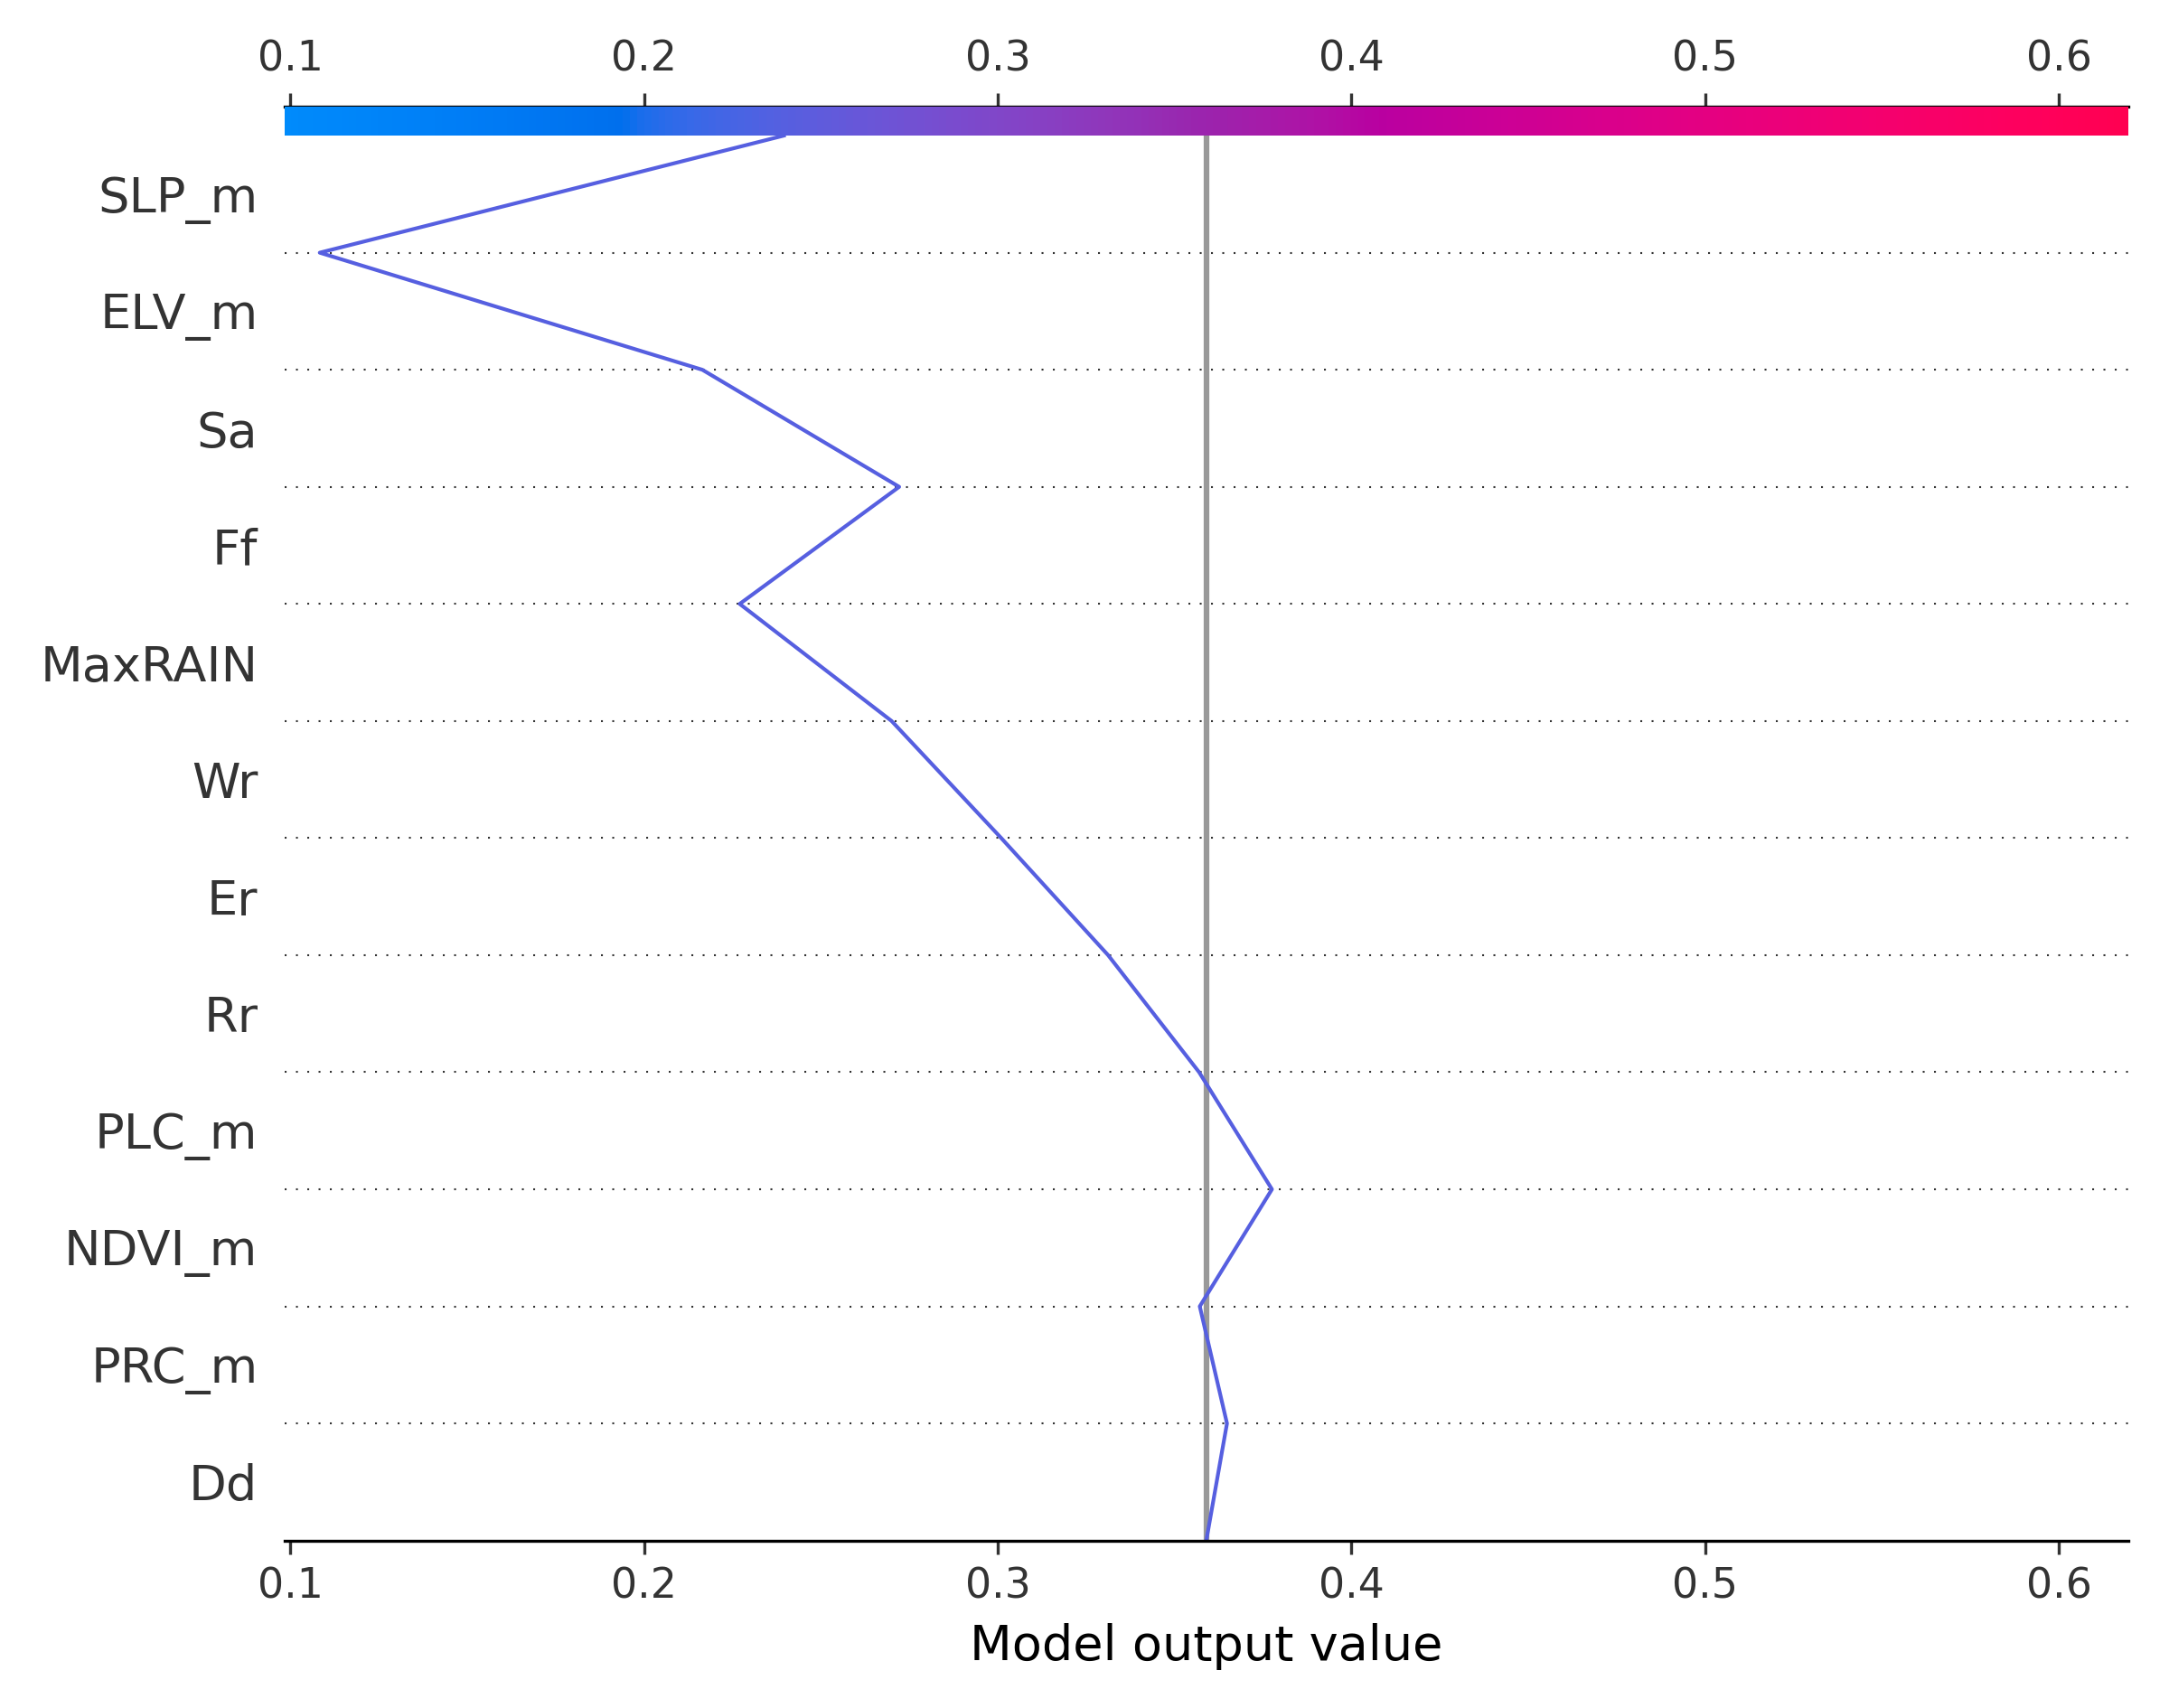 0.1 0.2 0.3 0.4 0.5 0.6
SLP_m
ELV_m
Sa
Ff
MaxRAIN
Wr
Er
Rr
PLC_m
NDVI_m
PRC_m
Dd
0.1 0.2 0.3 0.4 0.5 0.6
Model output value